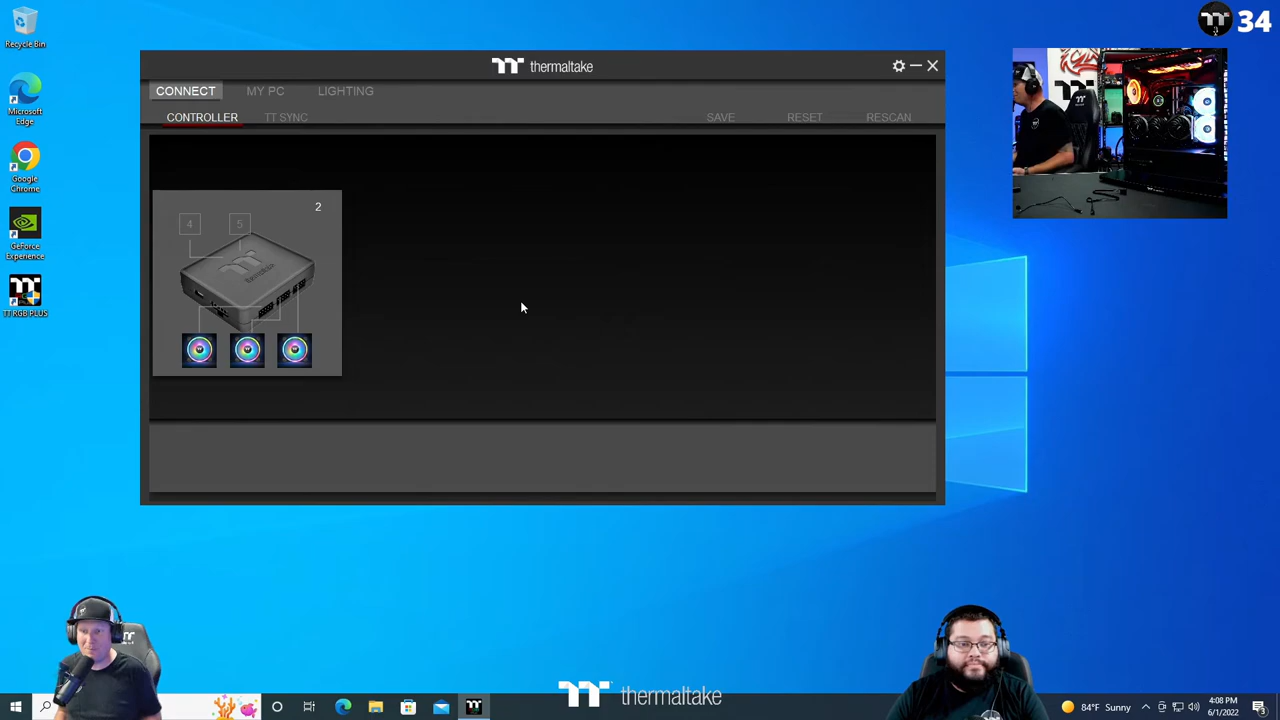 Recycle Bin
Microsoft
Edge
Google
Chrome
GeForce
Experience
TT RGB PLUS
thermaltake
CONNECT
MY PC
LIGHTING
CONTROLLER
TT SYNC
SAVE
RESET
RESCAN
2
4
5
34
thermaltake
84°F Sunny
4:08 PM
6/1/2022